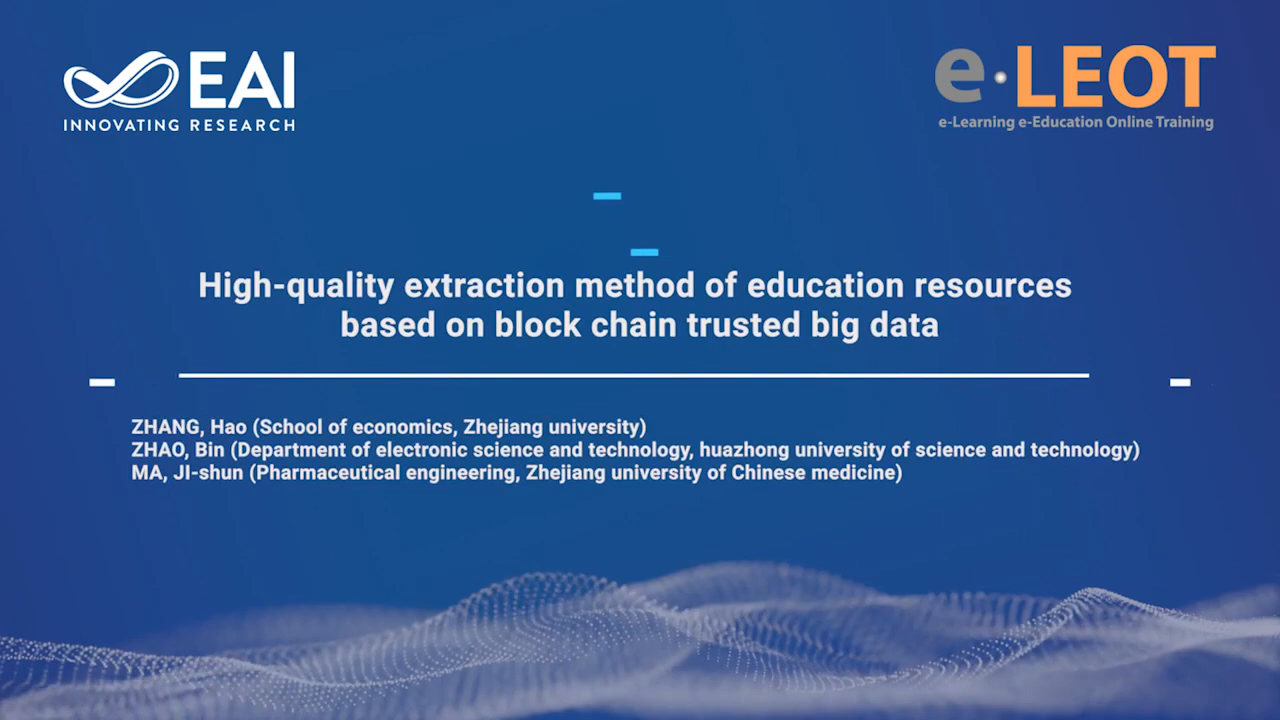 EAI
INNOVATING RESEARCH
e·LEOT
e-Learning e-Education Online Training
High-quality extraction method of education resources
based on block chain trusted big data
ZHANG, Hao (School of economics, Zhejiang university)
ZHAO, Bin (Department of electronic science and technology, huazhong university of science and technology)
MA, JI-shun (Pharmaceutical engineering, Zhejiang university of Chinese medicine)